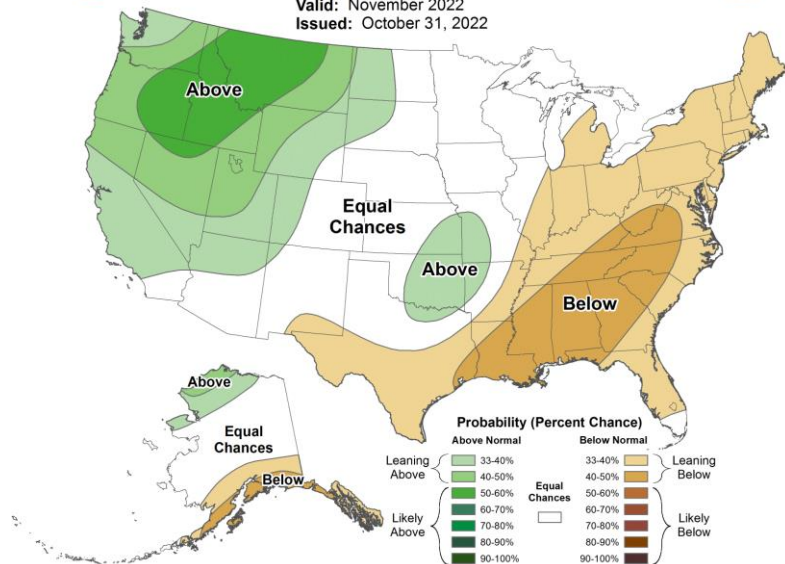 Valid: November 2022
Issued: October 31, 2022
Above
Equal
Chances
Above
Below
Above
Equal
Chances
Below
Probability (Percent Chance)
Above Normal
Below Normal
Leaning
Above
33-40%
40-50%
Likely
Above
50-60%
60-70%
70-80%
80-90%
90-100%
Equal
Chances
33-40%
40-50%
Leaning
Below
50-60%
60-70%
70-80%
80-90%
90-100%
Likely
Below